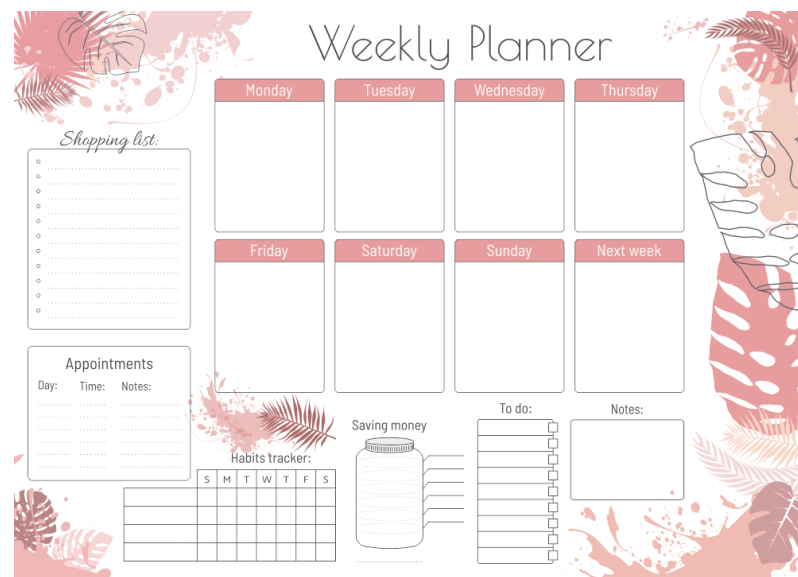 Weekly Planner
Monday Tuesday Wednesday Thursday
Shopping list:
Friday Saturday Sunday Next week
Appointments
Day: Time: Notes:
To do: Notes:
Saving money
Habits tracker:
S M T W T F S